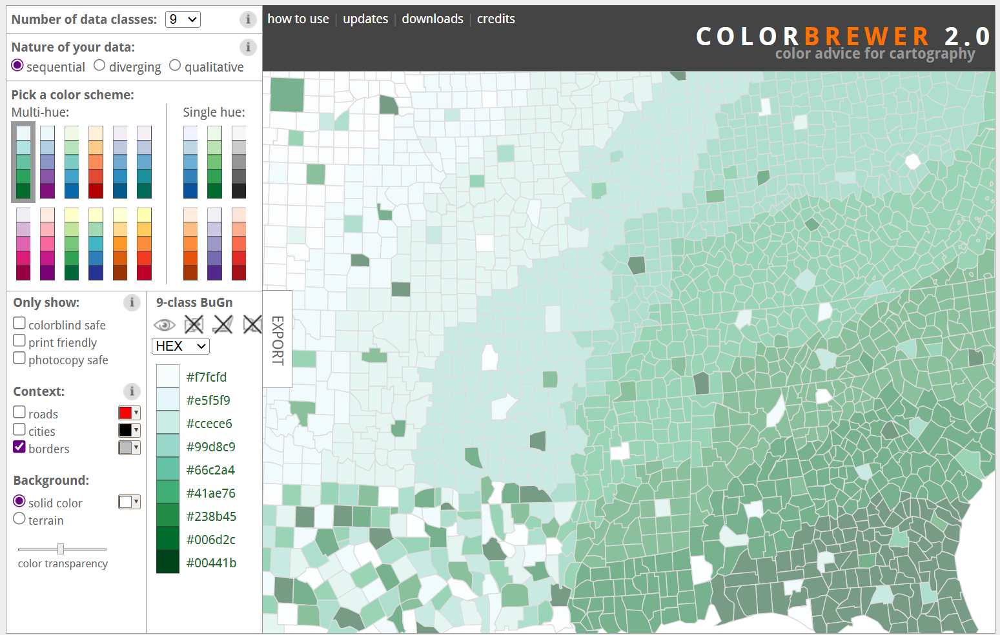 Number of data classes: 9 i
how to use | updates | downloads | credits
COLORBREWER 2.0
color advice for cartography
Nature of your data: i
sequential diverging qualitative
Pick a color scheme:
Multi-hue: Single hue:
Only show: i
colorblind safe
print friendly
photocopy safe
Context: i
roads
cities
borders
Background:
solid color
terrain
color transparency
9-class BuGn
HEX
#f7fcfd
#e5f5f9
#ccece6
#99d8c9
#66c2a4
#41ae76
#238b45
#006d2c
#00441b
EXPORT